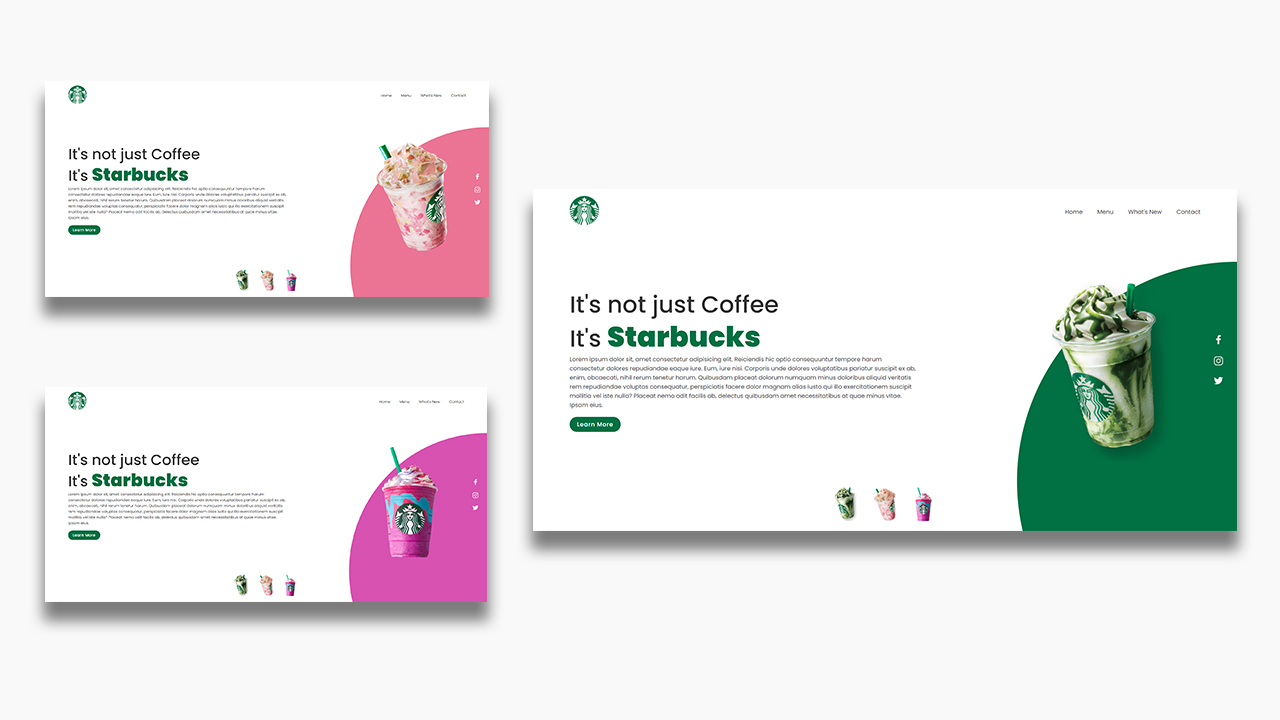 Home Menu What's New Contact
It's not just Coffee
It's Starbucks
Lorem ipsum dolor sit, amet consectetur adipisicing elit. Reiciendis hic optio consequuntur tempore harum
consectetur dolores repudiandae eaque iure. Eum, iure nisi. Corporis unde dolores voluptatibus pariatur suscipit ex ab,
enim, obcaecati, nihil rerum tenetur harum. Quibusdam placeat dolorum numquam minus doloribus aliquid veritatis
rem repudiandae voluptas consequatur, perspiciatis facere dolor magnam alias iusto qui illo exercitationem suscipit
mollitia vel iste nulla? Placeat nemo odit facilis ab, delectus quibusdam amet necessitatibus at quae minus vitae.
Ipsam eius.
Learn More
Home Menu What's New Contact
It's not just Coffee
It's Starbucks
Lorem ipsum dolor sit, amet consectetur adipisicing elit. Reiciendis hic optio consequuntur tempore harum
consectetur dolores repudiandae eaque iure. Eum, iure nisi. Corporis unde dolores voluptatibus pariatur suscipit ex ab,
enim, obcaecati, nihil rerum tenetur harum. Quibusdam placeat dolorum numquam minus doloribus aliquid veritatis
rem repudiandae voluptas consequatur, perspiciatis facere dolor magnam alias iusto qui illo exercitationem suscipit
mollitia vel iste nulla? Placeat nemo odit facilis ab, delectus quibusdam amet necessitatibus at quae minus vitae.
Ipsam eius.
Learn More
Home Menu What's New Contact
It's not just Coffee
It's Starbucks
Lorem ipsum dolor sit, amet consectetur adipisicing elit. Reiciendis hic optio consequuntur tempore harum
consectetur dolores repudiandae eaque iure. Eum, iure nisi. Corporis unde dolores voluptatibus pariatur suscipit ex ab,
enim, obcaecati, nihil rerum tenetur harum. Quibusdam placeat dolorum numquam minus doloribus aliquid veritatis
rem repudiandae voluptas consequatur, perspiciatis facere dolor magnam alias iusto qui illo exercitationem suscipit
mollitia vel iste nulla? Placeat nemo odit facilis ab, delectus quibusdam amet necessitatibus at quae minus vitae.
Ipsam eius.
Learn More